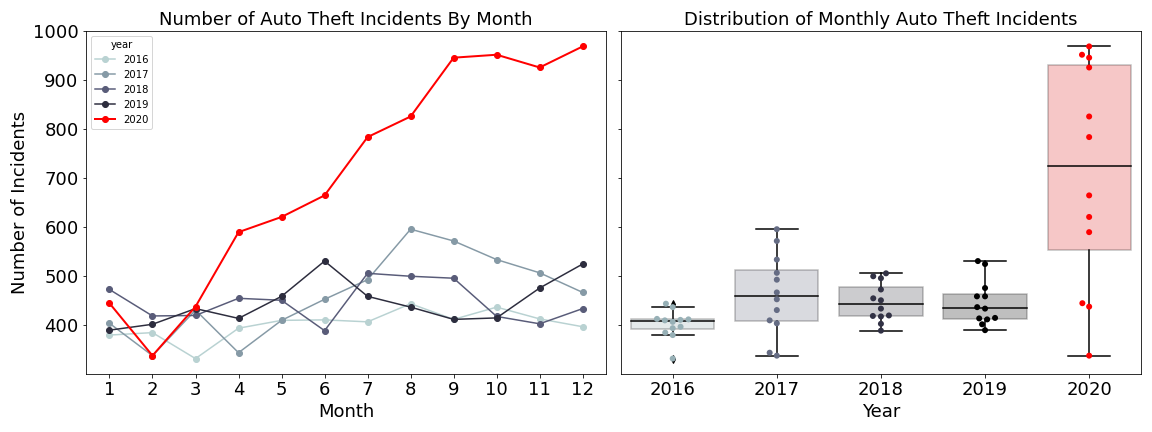 Number of Auto Theft Incidents By Month
Number of Incidents
1000
900
800
700
600
500
400
year
2016
2017
2018
2019
2020
1 2 3 4 5 6 7 8 9 10 11 12
Month
Distribution of Monthly Auto Theft Incidents
2016 2017 2018 2019 2020
Year